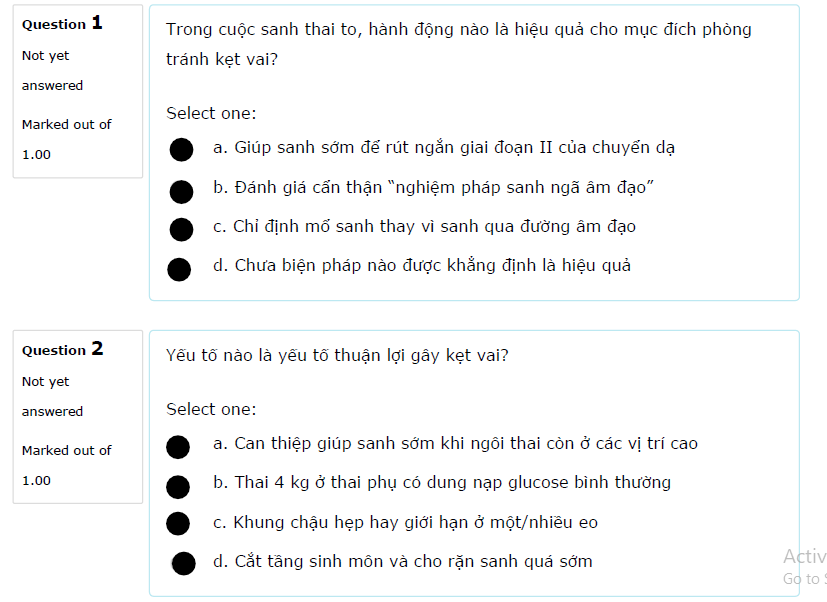 Question 1
Not yet
answered
Marked out of
1.00
Trong cuộc sanh thai to, hành động nào là hiệu quả cho mục đích phòng
tránh kẹt vai?
Select one:
a. Giúp sanh sớm để rút ngắn giai đoạn II của chuyển dạ
b. Đánh giá cẩn thận “nghiệm pháp sanh ngã âm đạo”
c. Chỉ định mổ sanh thay vì sanh qua đường âm đạo
d. Chưa biện pháp nào được khẳng định là hiệu quả
Question 2
Not yet
answered
Marked out of
1.00
Yếu tố nào là yếu tố thuận lợi gây kẹt vai?
Select one:
a. Can thiệp giúp sanh sớm khi ngôi thai còn ở các vị trí cao
b. Thai 4 kg ở thai phụ có dung nạp glucose bình thường
c. Khung chậu hẹp hay giới hạn ở một/nhiều eo
d. Cắt tầng sinh môn và cho rặn sanh quá sớm
Activ
Go to S